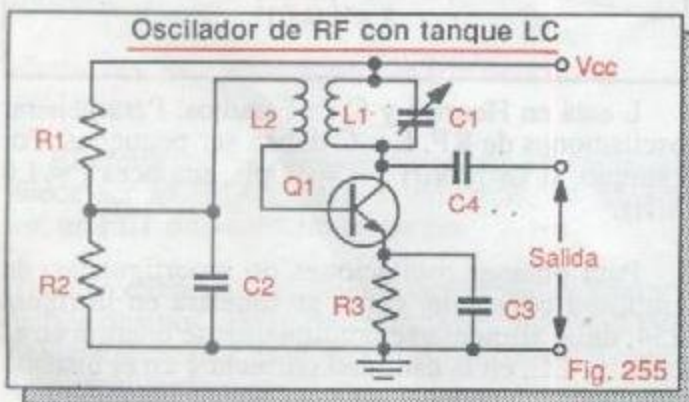 Oscilador de RF con tanque LC
Vcc
R1
L2
L1
C1
Q1
C4
R2
C2
Salida
R3
C3
Fig. 255